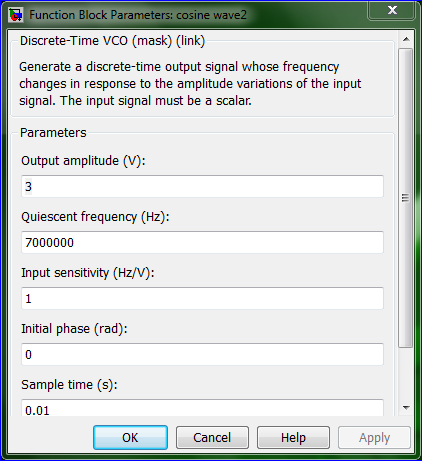 Function Block Parameters: cosine wave2
Discrete-Time VCO (mask) (link)
Generate a discrete-time output signal whose frequency
changes in response to the amplitude variations of the input
signal. The input signal must be a scalar.
Parameters
Output amplitude (V):
3
Quiescent frequency (Hz):
7000000
Input sensitivity (Hz/V):
1
Initial phase (rad):
0
Sample time (s):
0.01
OK Cancel Help Apply